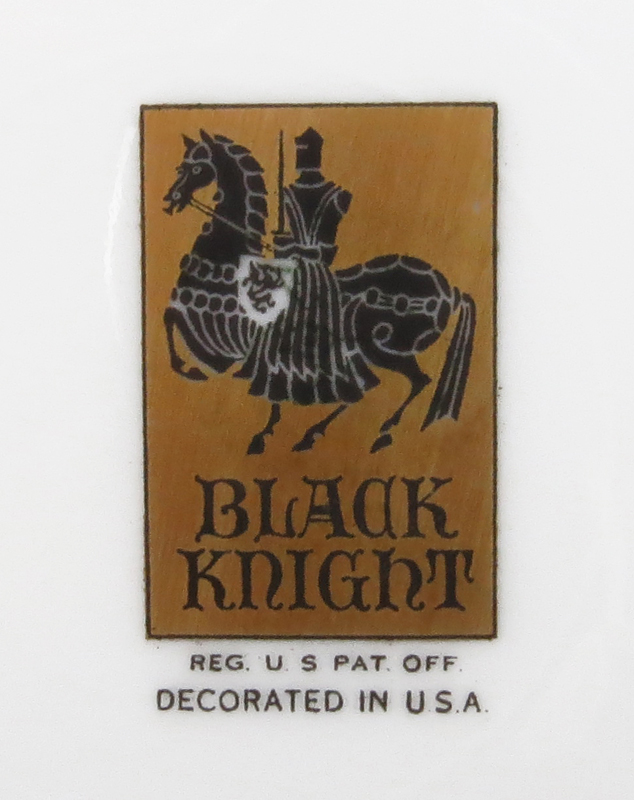 BLACK
KNIGHT
REG. U. S PAT. OFF.
DECORATED IN U.S.A.